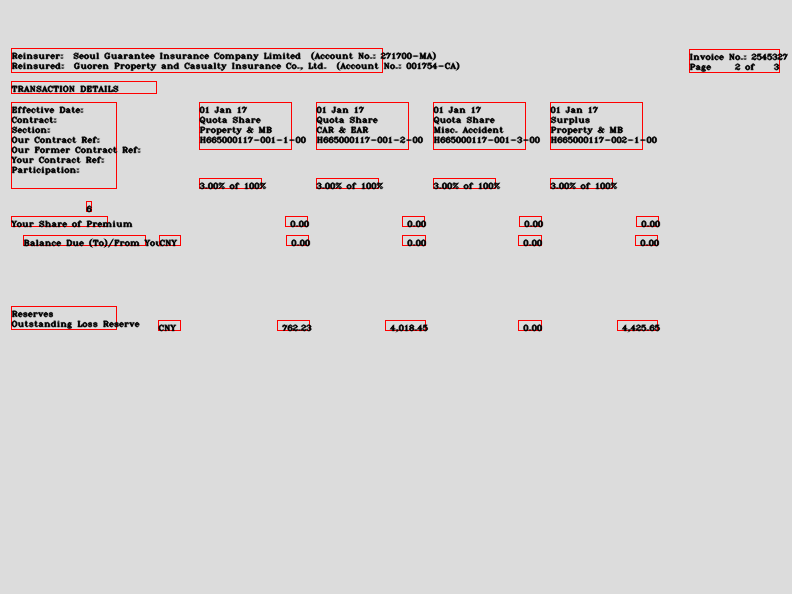 Reinsurer: Seoul Guarantee Insurance Company Limited (Account No.: 271700-MA)
Reinsured: Guoren Property and Casualty Insurance Co., Ltd. (Account No.: 001754-CA)
Invoice No.: 2545327
Page 2 of 3
TRANSACTION DETAILS
Effective Date: 01 Jan 17 01 Jan 17 01 Jan 17 01 Jan 17
Contract: Quota Share Quota Share Quota Share Surplus
Section: Property & MB CAR & EAR Misc. Accident Property & MB
Our Contract Ref: H665000117-001-1-00 H665000117-001-2-00 H665000117-001-3-00 H665000117-002-1-00
Our Former Contract Ref:
Your Contract Ref:
Participation:
3.00% of 100% 3.00% of 100% 3.00% of 100% 3.00% of 100%
6
Your Share of Premium 0.00 0.00 0.00 0.00
Balance Due (To)/From You CNY 0.00 0.00 0.00 0.00
Reserves
Outstanding Loss Reserve CNY 762.23 4,018.45 0.00 4,425.65